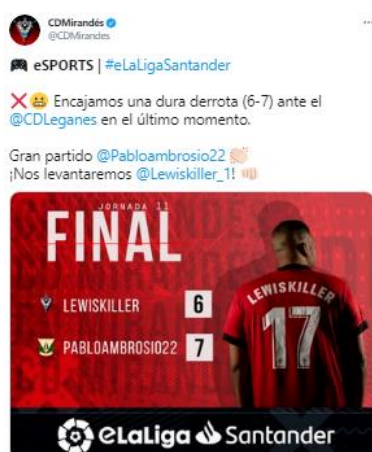 CDMirandés
@CDMirandes
eSPORTS | #eLaLigaSantander
Encajamos una dura derrota (6-7) ante el
@CDLeganes en el último momento.
Gran partido @Pabloambrosio22
¡Nos levantaremos @Lewiskiller_1!
JORNADA 11
FINAL
LEWISKILLER 6
PABLOAMBROSIO22 7
LEWISKILLER
17
eLaLiga Santander